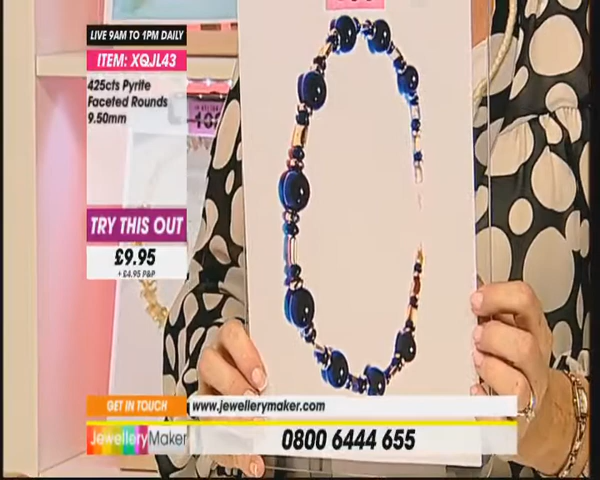 LIVE 9AM TO 1PM DAILY
ITEM: XQJL43
425cts Pyrite
Faceted Rounds
9.50mm
TRY THIS OUT
£9.95
+ £4.95 P&P
GET IN TOUCH
www.jewellerymaker.com
JewelleryMaker
0800 6444 655